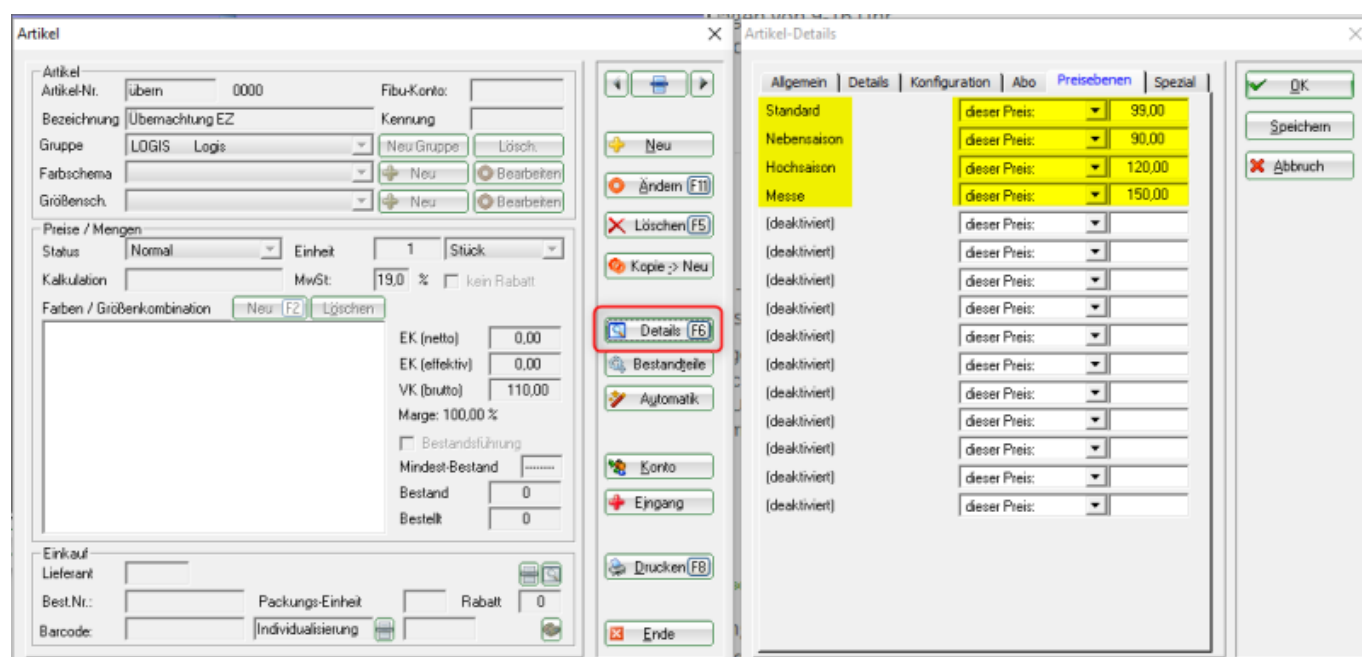 Artikel
Artikel-Details
Artikel
Artikel-Nr. übern 0000 Fibu-Konto:
Bezeichnung Übernachtung EZ Kennung
Gruppe LOGIS Logis Neu Gruppe Lösch.
Farbschema Neu Bearbeiten
Größensch. Neu Bearbeiten
Preise / Mengen
Status Normal Einheit 1 Stück
Kalkulation MwSt: 19,0 % kein Rabatt
Farben / Größenkombination Neu F2 Löschen
EK (netto) 0,00
EK (effektiv) 0,00
VK (brutto) 110,00
Marge: 100,00 %
Bestandsführung
Mindest-Bestand --------
Bestand 0
Bestellt 0
Einkauf
Lieferant
Best.Nr.: Packungs-Einheit Rabatt 0
Barcode: Individualisierung
Neu
Ändern F11
Löschen F5
Kopie -> Neu
Details F6
Bestandteile
Automatik
Konto
Eingang
Drucken F8
Ende
Allgemein Details Konfiguration Abo Preisebenen Spezial
Standard dieser Preis: 99,00
Nebensaison dieser Preis: 90,00
Hochsaison dieser Preis: 120,00
Messe dieser Preis: 150,00
(deaktiviert) dieser Preis:
(deaktiviert) dieser Preis:
(deaktiviert) dieser Preis:
(deaktiviert) dieser Preis:
(deaktiviert) dieser Preis:
(deaktiviert) dieser Preis:
(deaktiviert) dieser Preis:
(deaktiviert) dieser Preis:
(deaktiviert) dieser Preis:
(deaktiviert) dieser Preis:
(deaktiviert) dieser Preis:
OK
Speichern
Abbruch